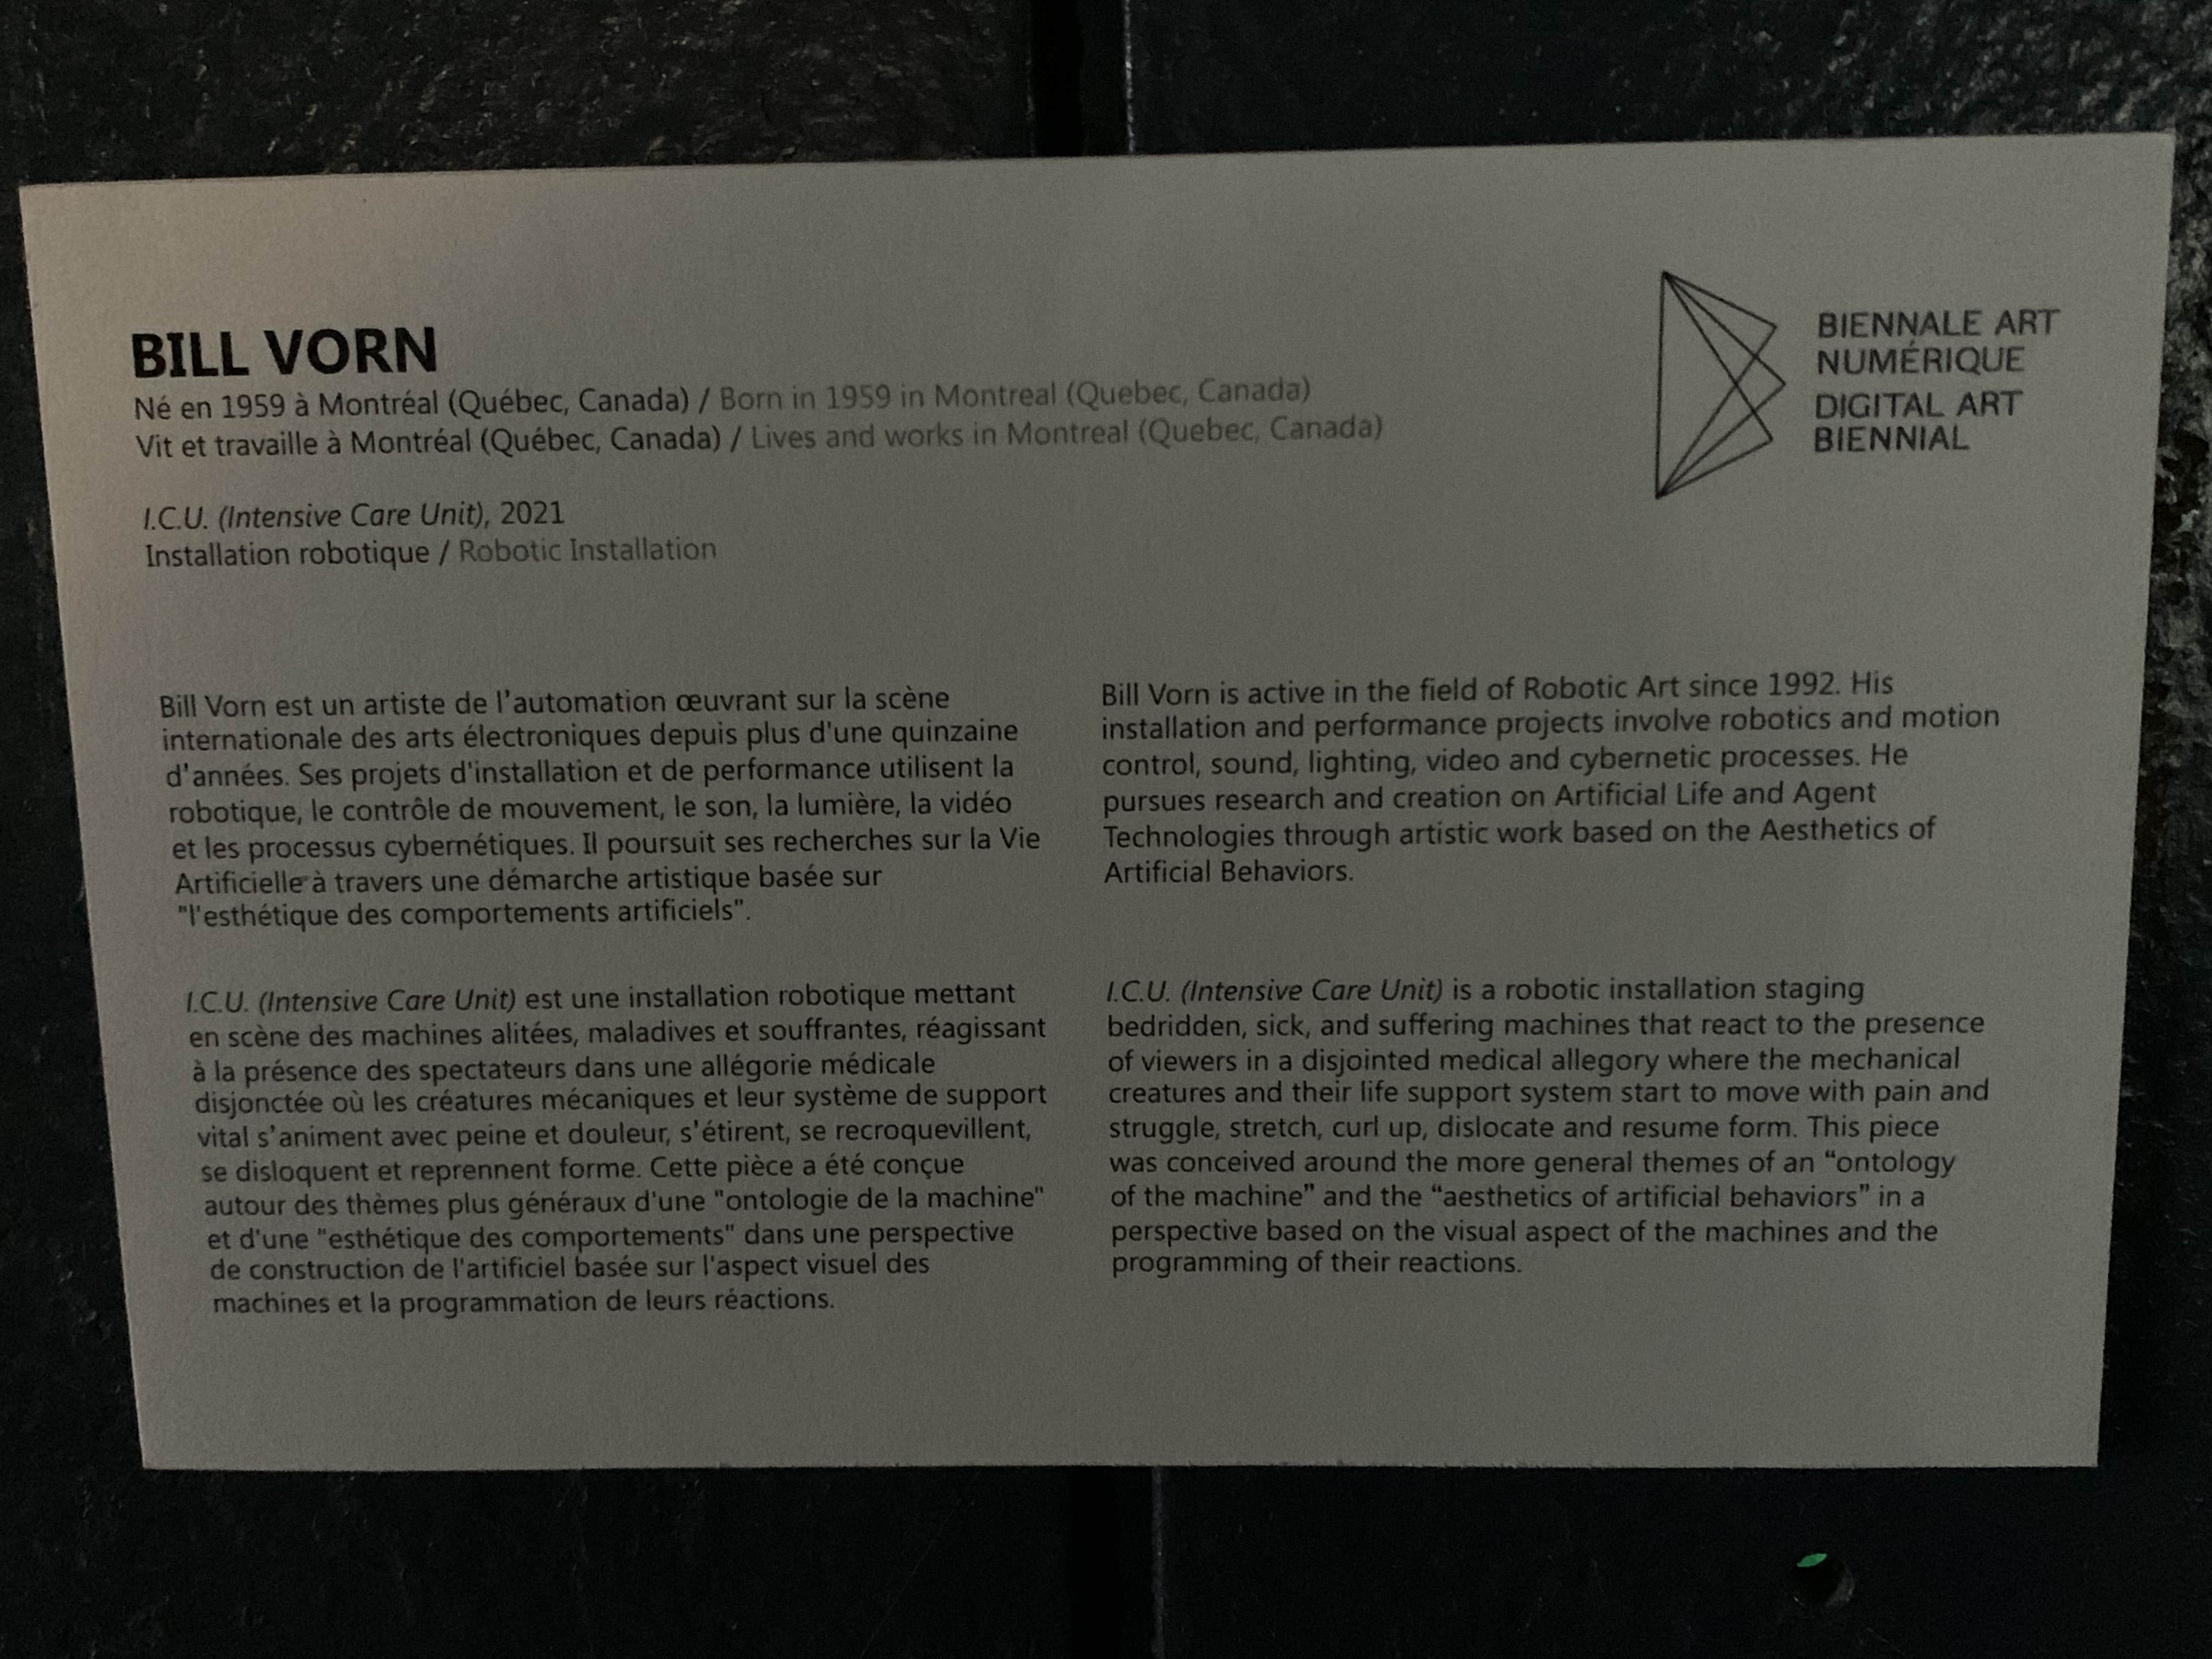 BILL VORN
Né en 1959 à Montréal (Québec, Canada) / Born in 1959 in Montreal (Quebec, Canada)
Vit et travaille à Montréal (Québec, Canada) / Lives and works in Montreal (Quebec, Canada)
I.C.U. (Intensive Care Unit), 2021
Installation robotique / Robotic Installation
BIENNALE ART
NUMÉRIQUE
DIGITAL ART
BIENNIAL
Bill Vorn est un artiste de l'automation œuvrant sur la scène
internationale des arts électroniques depuis plus d'une quinzaine
d'années. Ses projets d'installation et de performance utilisent la
robotique, le contrôle de mouvement, le son, la lumière, la vidéo
et les processus cybernétiques. Il poursuit ses recherches sur la Vie
Artificielle à travers une démarche artistique basée sur
"l'esthétique des comportements artificiels".
I.C.U. (Intensive Care Unit) est une installation robotique mettant
en scène des machines alitées, maladives et souffrantes, réagissant
à la présence des spectateurs dans une allégorie médicale
disjonctée où les créatures mécaniques et leur système de support
vital s'animent avec peine et douleur, s'étirent, se recroquevillent,
se disloquent et reprennent forme. Cette pièce a été conçue
autour des thèmes plus généraux d'une "ontologie de la machine"
et d'une "esthétique des comportements" dans une perspective
de construction de l'artificiel basée sur l'aspect visuel des
machines et la programmation de leurs réactions.
Bill Vorn is active in the field of Robotic Art since 1992. His
installation and performance projects involve robotics and motion
control, sound, lighting, video and cybernetic processes. He
pursues research and creation on Artificial Life and Agent
Technologies through artistic work based on the Aesthetics of
Artificial Behaviors.
I.C.U. (Intensive Care Unit) is a robotic installation staging
bedridden, sick, and suffering machines that react to the presence
of viewers in a disjointed medical allegory where the mechanical
creatures and their life support system start to move with pain and
struggle, stretch, curl up, dislocate and resume form. This piece
was conceived around the more general themes of an “ontology
of the machine” and the “aesthetics of artificial behaviors” in a
perspective based on the visual aspect of the machines and the
programming of their reactions.